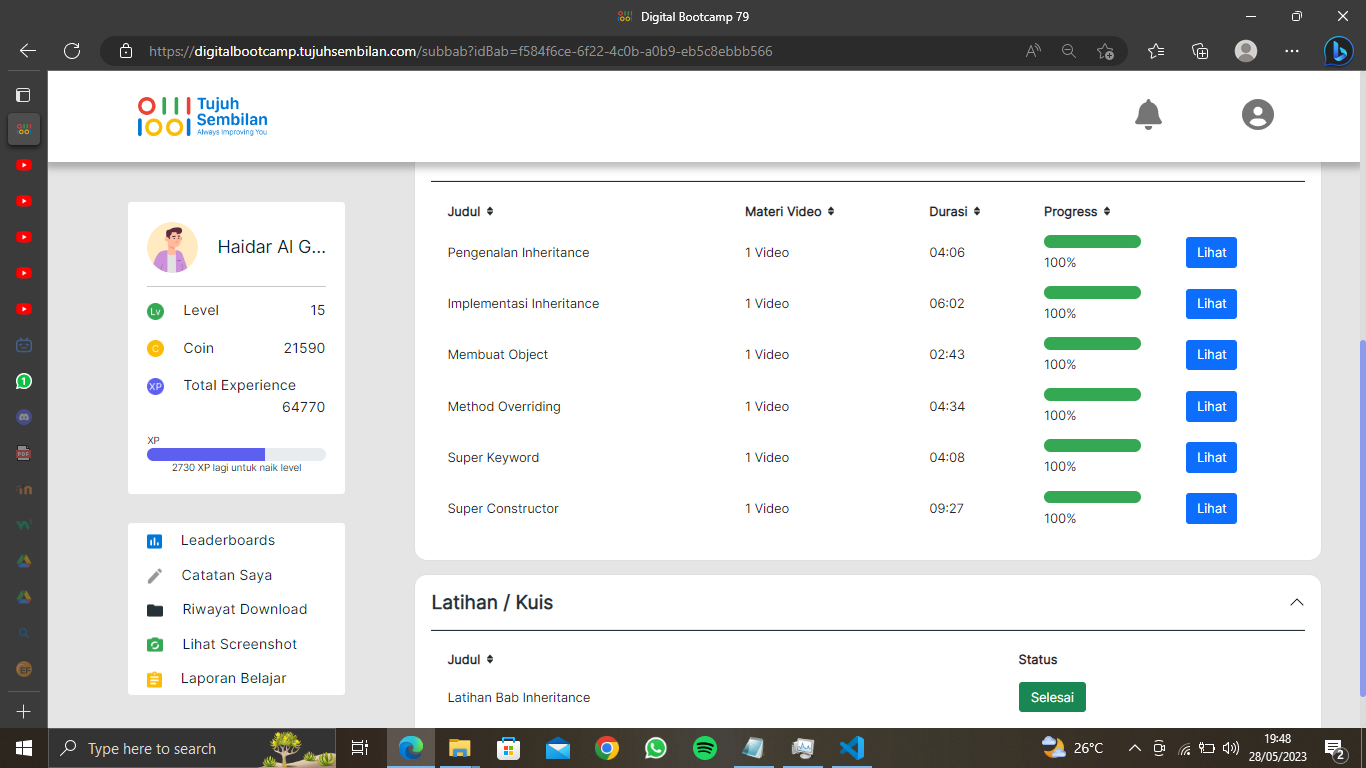 Digital Bootcamp 79
https://digitalbootcamp.tujuhsembilan.com/subbab?idBab=f584f6ce-6f22-4c0b-a0b9-eb5c8ebbb566
Tujuh
Sembilan
Always Improving You
Haidar Al G...
Lv Level 15
C Coin 21590
XP Total Experience
64770
XP
2730 XP lagi untuk naik level
Leaderboards
Catatan Saya
Riwayat Download
Lihat Screenshot
Laporan Belajar
Judul Materi Video Durasi Progress
Pengenalan Inheritance 1 Video 04:06 100% Lihat
Implementasi Inheritance 1 Video 06:02 100% Lihat
Membuat Object 1 Video 02:43 100% Lihat
Method Overriding 1 Video 04:34 100% Lihat
Super Keyword 1 Video 04:08 100% Lihat
Super Constructor 1 Video 09:27 100% Lihat
Latihan / Kuis
Judul Status
Latihan Bab Inheritance Selesai
Type here to search
26°C
19:48
28/05/2023
2
1
PDF
in
EF